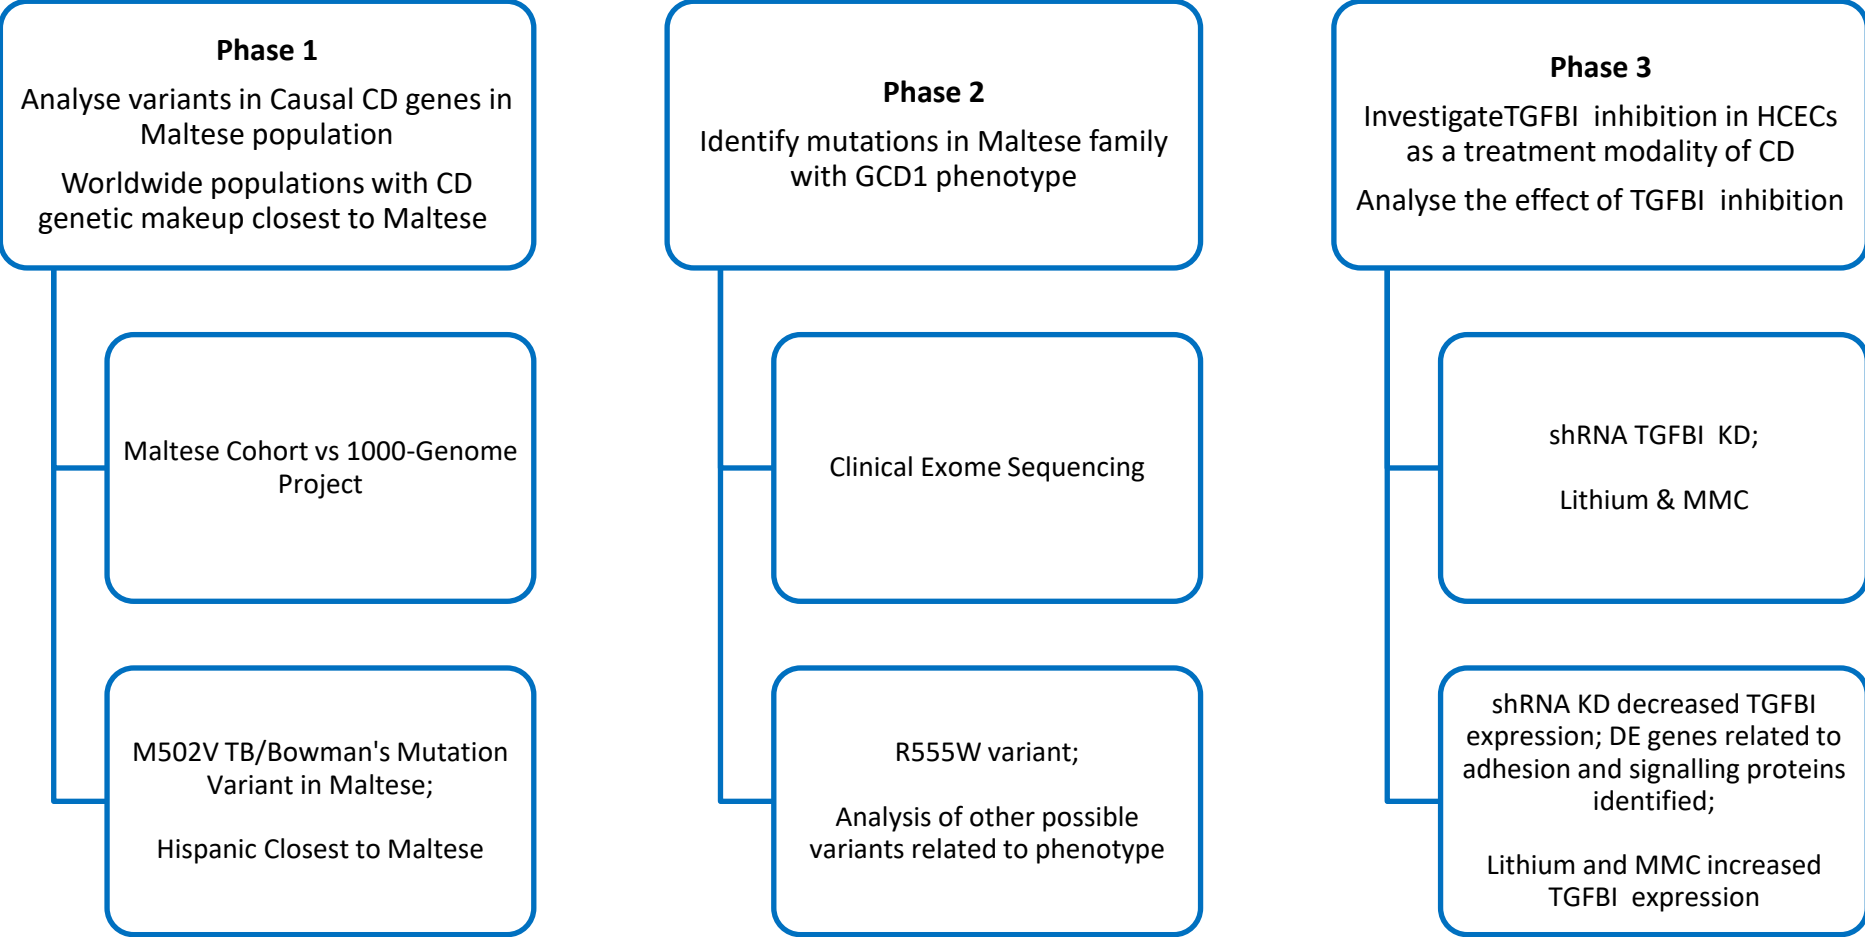 Phase 1
Analyse variants in Causal CD genes in
Maltese population
Worldwide populations with CD
genetic makeup closest to Maltese
Maltese Cohort vs 1000-Genome
Project
M502V TB/Bowman's Mutation
Variant in Maltese;
Hispanic Closest to Maltese
Phase 2
Identify mutations in Maltese family
with GCD1 phenotype
Clinical Exome Sequencing
R555W variant;
Analysis of other possible
variants related to phenotype
Phase 3
InvestigateTGFBI inhibition in HCECs
as a treatment modality of CD
Analyse the effect of TGFBI inhibition
shRNA TGFBI KD;
Lithium & MMC
shRNA KD decreased TGFBI
expression; DE genes related to
adhesion and signalling proteins
identified;
Lithium and MMC increased
TGFBI expression